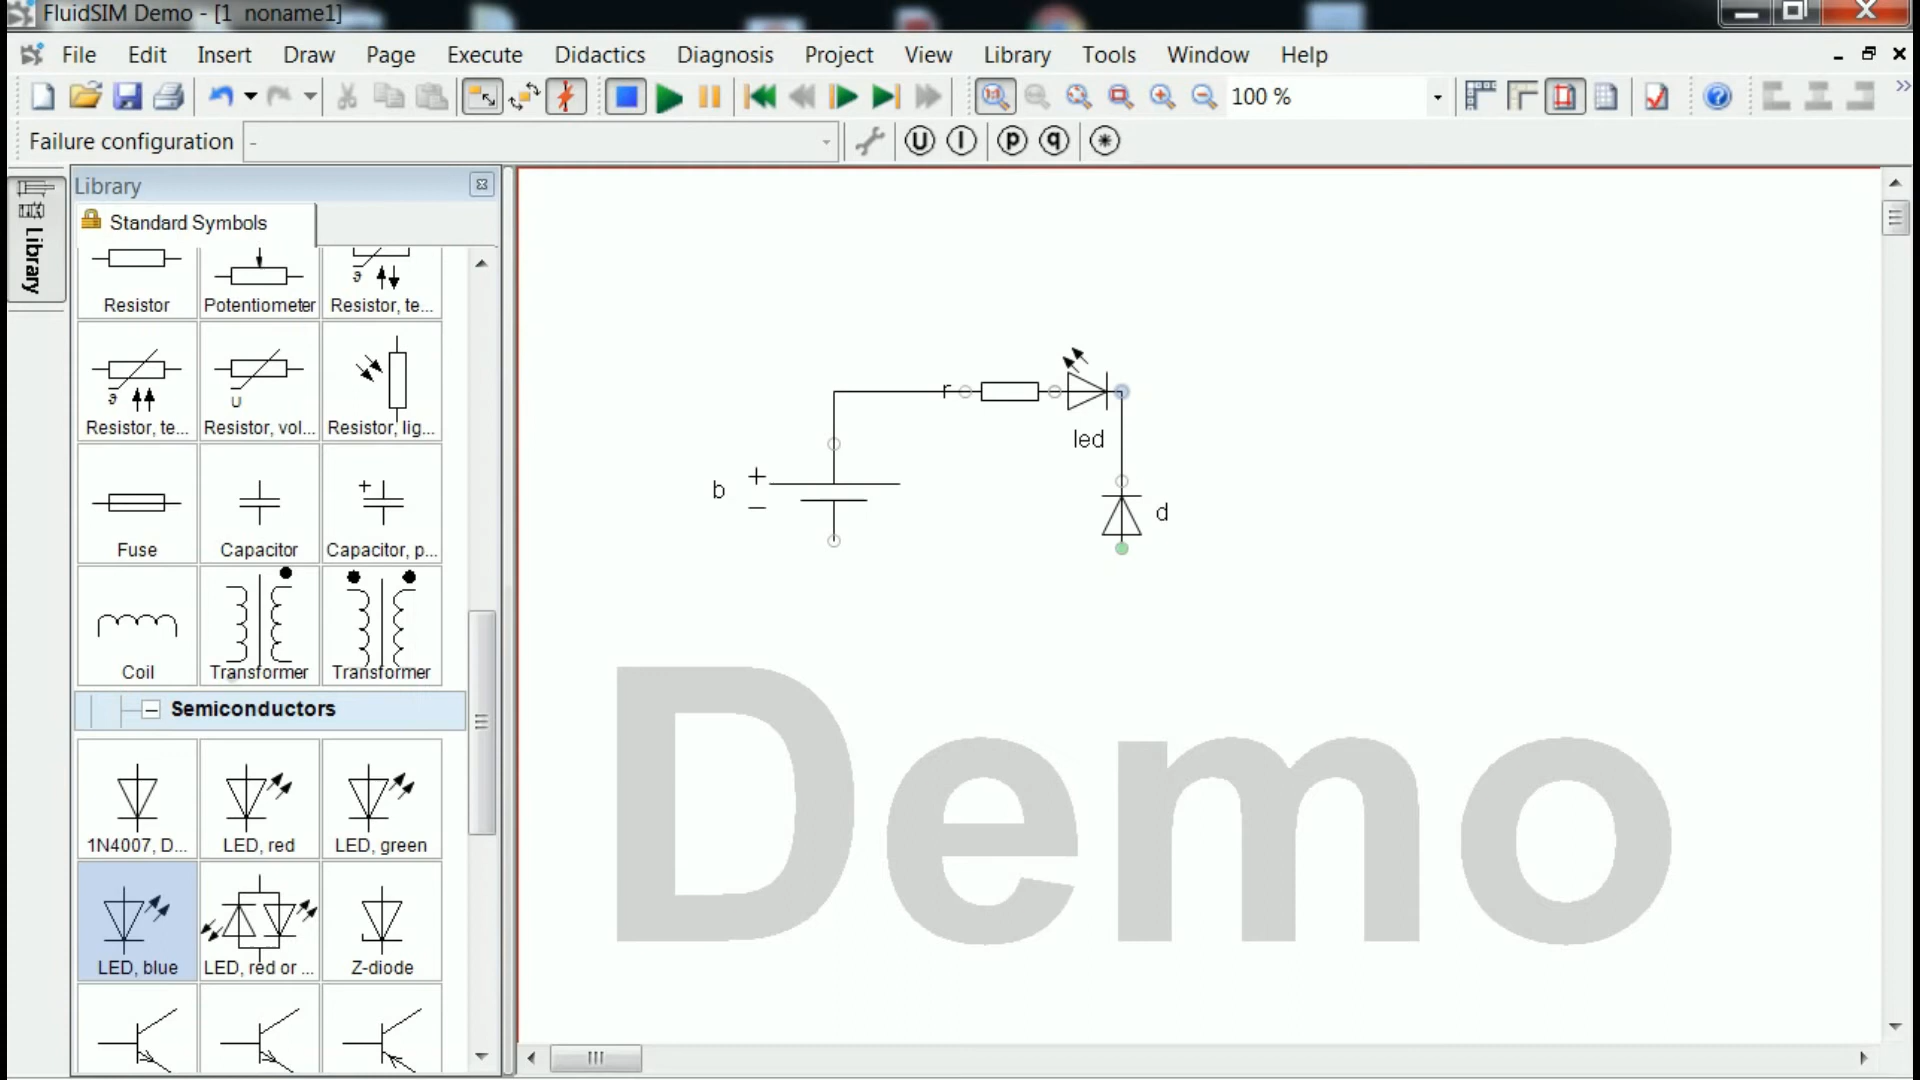 FluidSIM Demo - [1  noname1]
File Edit Insert Draw Page Execute Didactics Diagnosis Project View Library Tools Window Help
100 %
Failure configuration -
U I p q
Library
Library
Standard Symbols
Resistor Potentiometer Resistor, te...
ϑ
ϑ U
Resistor, te... Resistor, vol... Resistor, lig...
+
Fuse Capacitor Capacitor, p...
Coil Transformer Transformer
Semiconductors
1N4007, D... LED, red LED, green
LED, blue LED, red or ... Z-diode
r
led
b + −
d
Demo